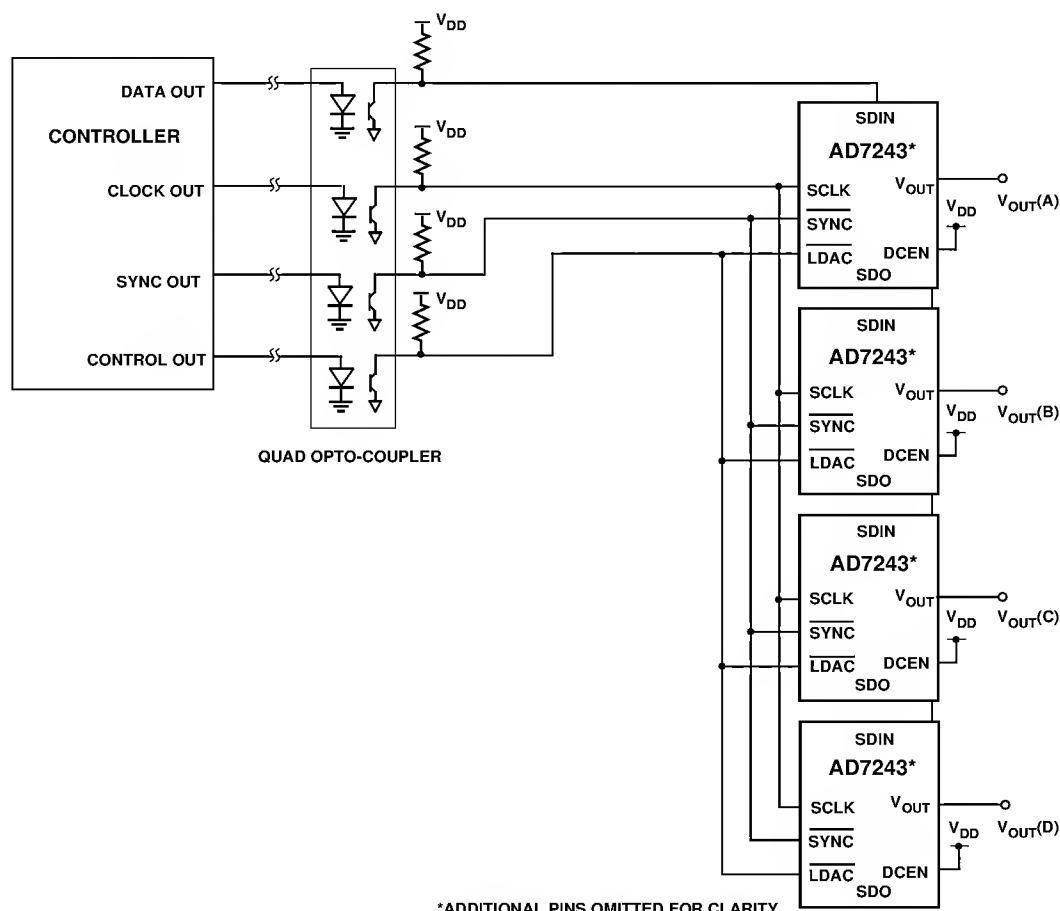 CONTROLLER
DATA OUT
CLOCK OUT
SYNC OUT
CONTROL OUT
QUAD OPTO-COUPLER
VDD
VDD
VDD
VDD
SDIN
AD7243*
SCLK
SYNC
LDAC
VOUT
VDD
DCEN
SDO
VOUT(A)
SDIN
AD7243*
SCLK
SYNC
LDAC
VOUT
VDD
DCEN
SDO
VOUT(B)
SDIN
AD7243*
SCLK
SYNC
LDAC
VOUT
VDD
DCEN
SDO
VOUT(C)
SDIN
AD7243*
SCLK
SYNC
LDAC
VOUT
VDD
DCEN
SDO
VOUT(D)
*ADDITIONAL PINS OMITTED FOR CLARITY